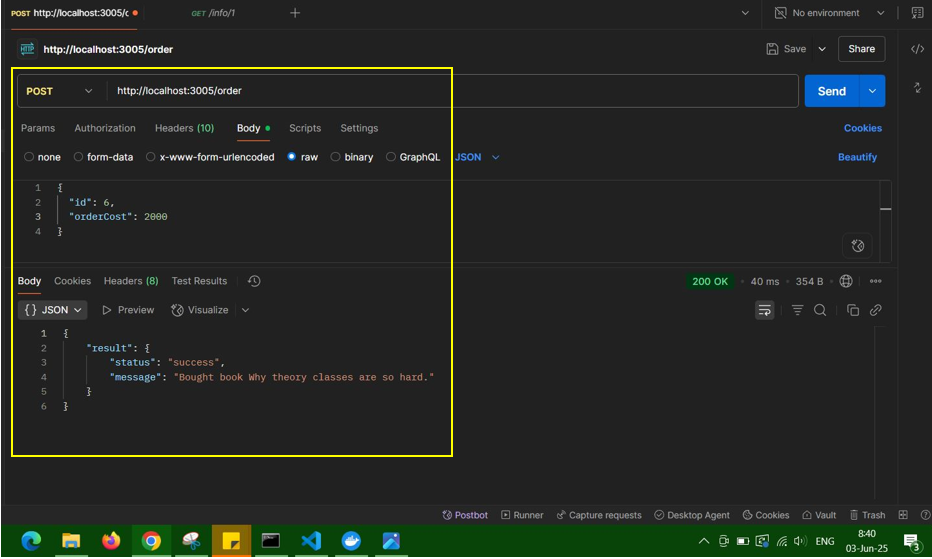 POST http://localhost:3005/c
GET /info/1
No environment
HTTP
http://localhost:3005/order
Save
Share
POST
http://localhost:3005/order
Send
Params
Authorization
Headers (10)
Body
Scripts
Settings
Cookies
none
form-data
x-www-form-urlencoded
raw
binary
GraphQL
JSON
Beautify
1 {
2 "id": 6,
3 "orderCost": 2000
4 }
Body
Cookies
Headers (8)
Test Results
200 OK
40 ms
354 B
{} JSON
Preview
Visualize
1 {
2 "result": {
3 "status": "success",
4 "message": "Bought book Why theory classes are so hard."
5 }
6 }
Postbot
Runner
Capture requests
Desktop Agent
Cookies
Vault
Trash
ENG
8:40
03-Jun-25
3